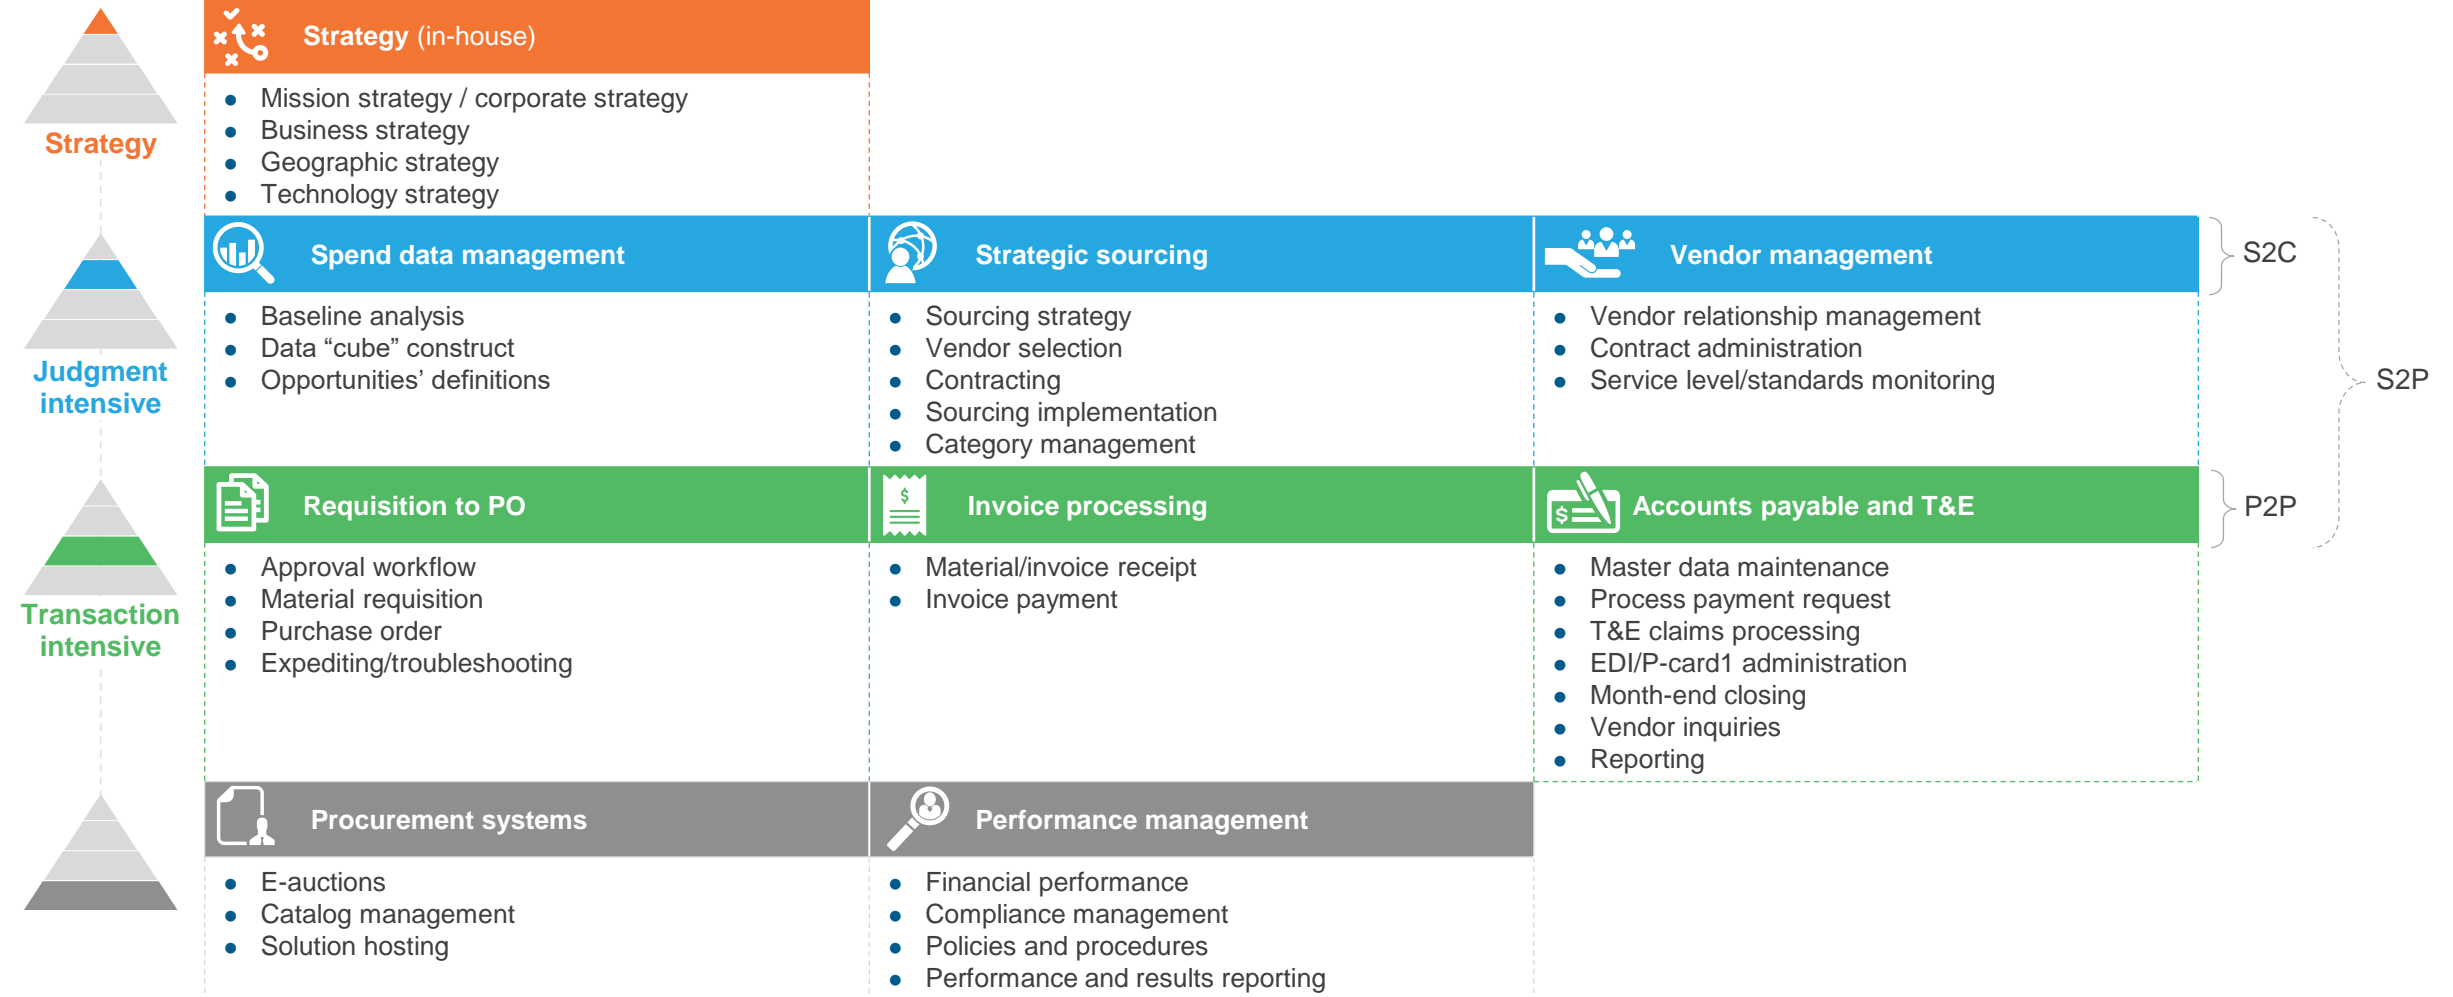 Strategy (in-house)
Mission strategy / corporate strategy
Business strategy
Geographic strategy
Technology strategy
Strategy
Spend data management
Baseline analysis
Data “cube” construct
Opportunities’ definitions
Strategic sourcing
Sourcing strategy
Vendor selection
Contracting
Sourcing implementation
Category management
Vendor management
Vendor relationship management
Contract administration
Service level/standards monitoring
S2C
S2P
Judgment
intensive
Requisition to PO
Approval workflow
Material requisition
Purchase order
Expediting/troubleshooting
$
Invoice processing
Material/invoice receipt
Invoice payment
$
Accounts payable and T&E
Master data maintenance
Process payment request
T&E claims processing
EDI/P-card1 administration
Month-end closing
Vendor inquiries
Reporting
P2P
Transaction
intensive
Procurement systems
E-auctions
Catalog management
Solution hosting
Performance management
Financial performance
Compliance management
Policies and procedures
Performance and results reporting